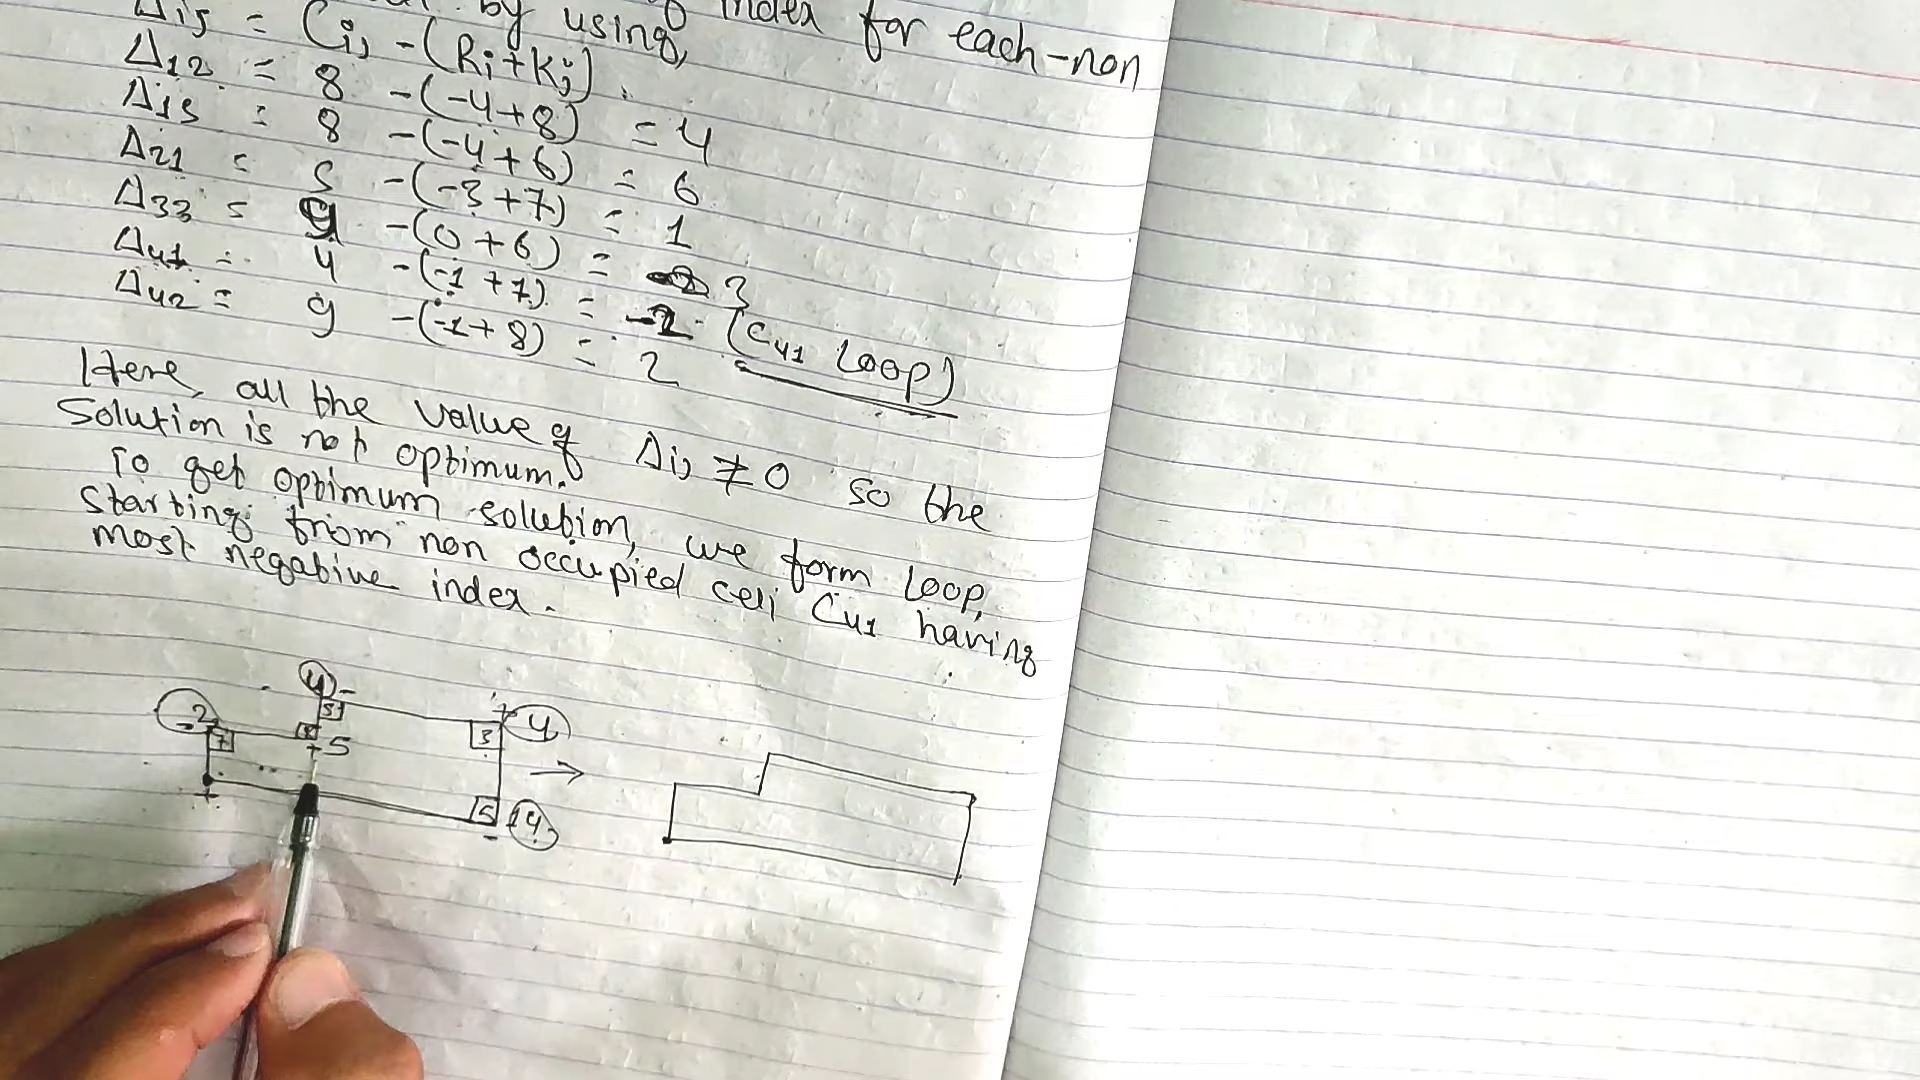 by using, index for each-non
Δij = Cij - (Ri+Kj).
Δ12 = 8 - (-4+8) = 4
Δ13 = 8 - (-4+6) = 6
Δ21 = 5 - (-3+7) = 1
Δ33 = 9 - (0+6) = 3
Δ41 = 4 - (-1+7) = -2 (C41 Loop)
Δ42 = 9 - (-1+8) = 2
Here, all the value of Δij ≠ 0 so the
solution is not optimum.
To get optimum solution, we form Loop,
starting from non occupied cell C41 having
most negative index.
4 -
2 - 5 + 4
7 8 + 5 3
→
+ 5 14
-